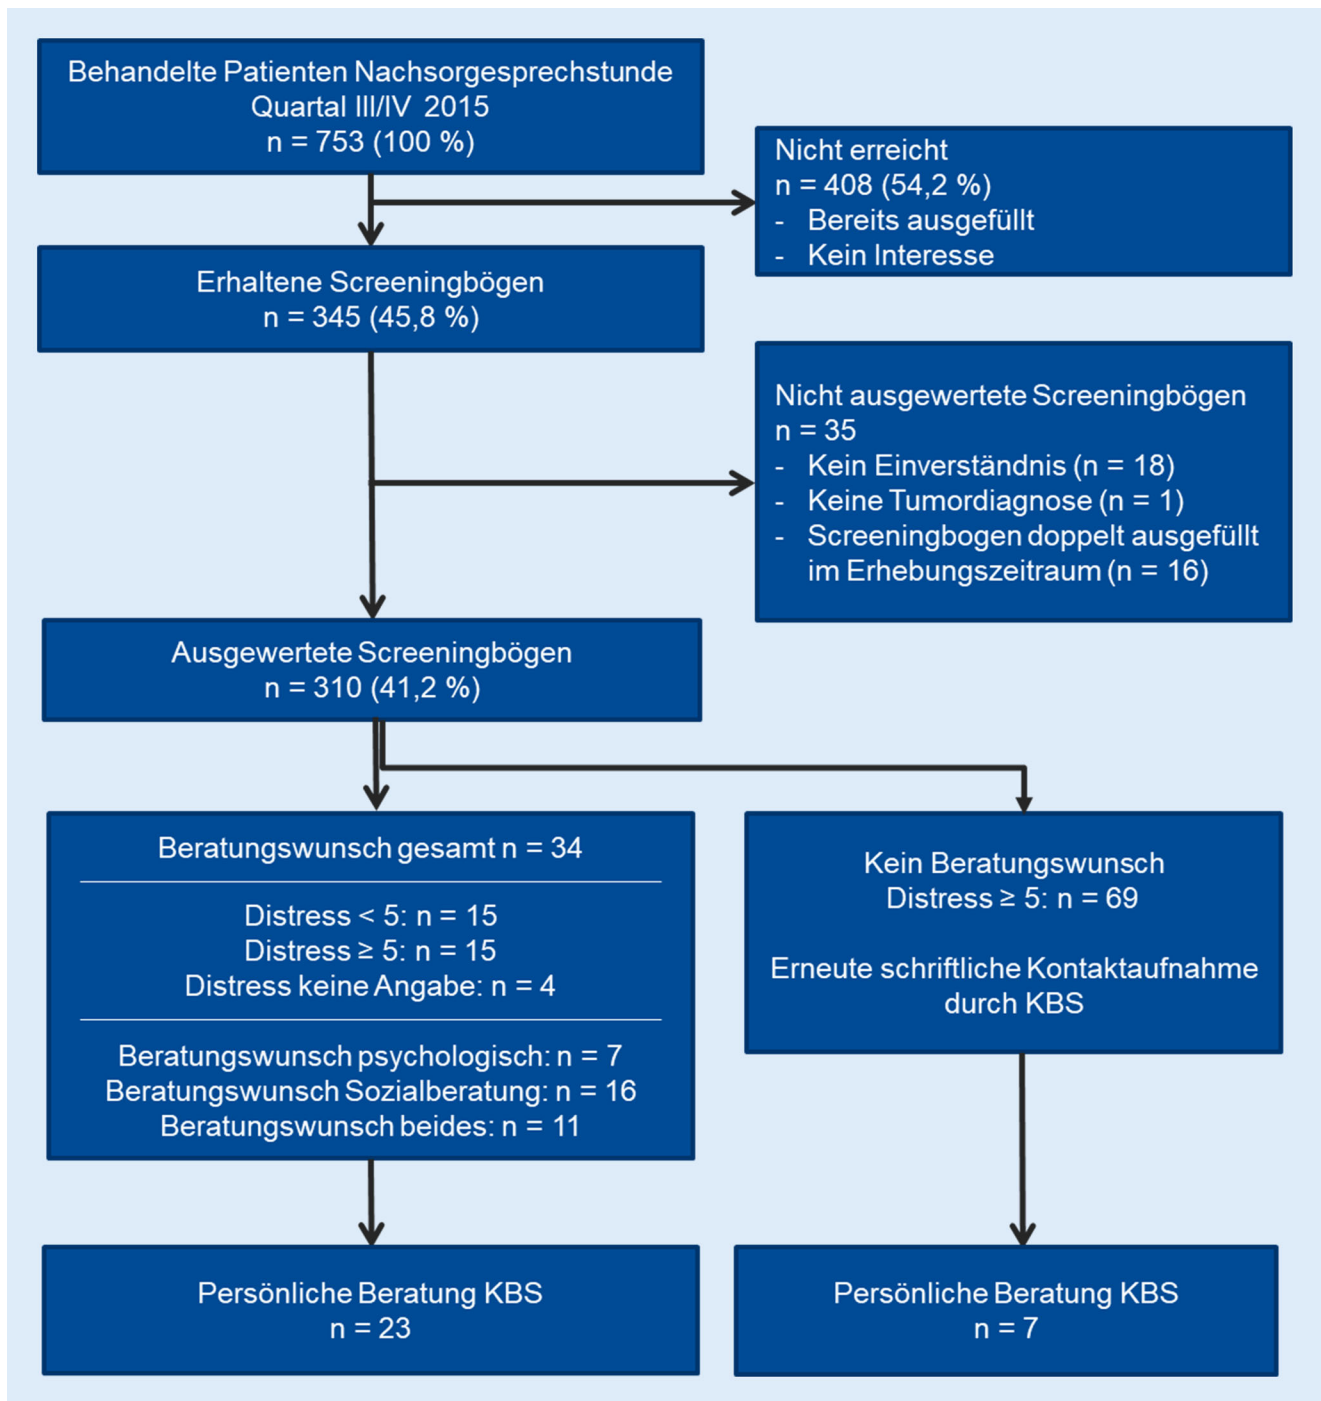 Behandelte Patienten Nachsorgesprechstunde
Quartal III/IV 2015
n = 753 (100 %)
Nicht erreicht
n = 408 (54,2 %)
- Bereits ausgefüllt
- Kein Interesse
Erhaltene Screeningbögen
n = 345 (45,8 %)
Nicht ausgewertete Screeningbögen
n = 35
- Kein Einverständnis (n = 18)
- Keine Tumordiagnose (n = 1)
- Screeningbogen doppelt ausgefüllt
im Erhebungszeitraum (n = 16)
Ausgewertete Screeningbögen
n = 310 (41,2 %)
Beratungswunsch gesamt n = 34
Distress < 5: n = 15
Distress ≥ 5: n = 15
Distress keine Angabe: n = 4
Beratungswunsch psychologisch: n = 7
Beratungswunsch Sozialberatung: n = 16
Beratungswunsch beides: n = 11
Kein Beratungswunsch
Distress ≥ 5: n = 69
Erneute schriftliche Kontaktaufnahme
durch KBS
Persönliche Beratung KBS
n = 23
Persönliche Beratung KBS
n = 7